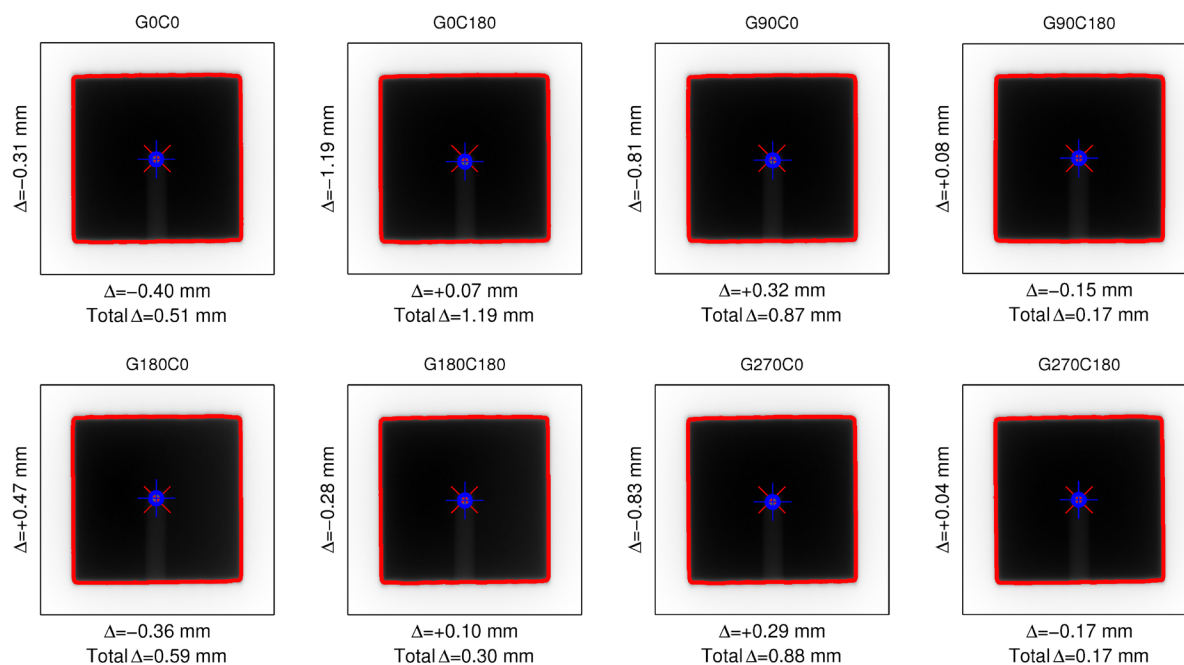 G0C0
G0C180
G90C0
G90C180
Δ=−0.31 mm
Δ=−1.19 mm
Δ=−0.81 mm
Δ=+0.08 mm
Δ=−0.40 mm
Δ=+0.07 mm
Δ=+0.32 mm
Δ=−0.15 mm
Total Δ=0.51 mm
Total Δ=1.19 mm
Total Δ=0.87 mm
Total Δ=0.17 mm
G180C0
G180C180
G270C0
G270C180
Δ=+0.47 mm
Δ=−0.28 mm
Δ=−0.83 mm
Δ=+0.04 mm
Δ=−0.36 mm
Δ=+0.10 mm
Δ=+0.29 mm
Δ=−0.17 mm
Total Δ=0.59 mm
Total Δ=0.30 mm
Total Δ=0.88 mm
Total Δ=0.17 mm